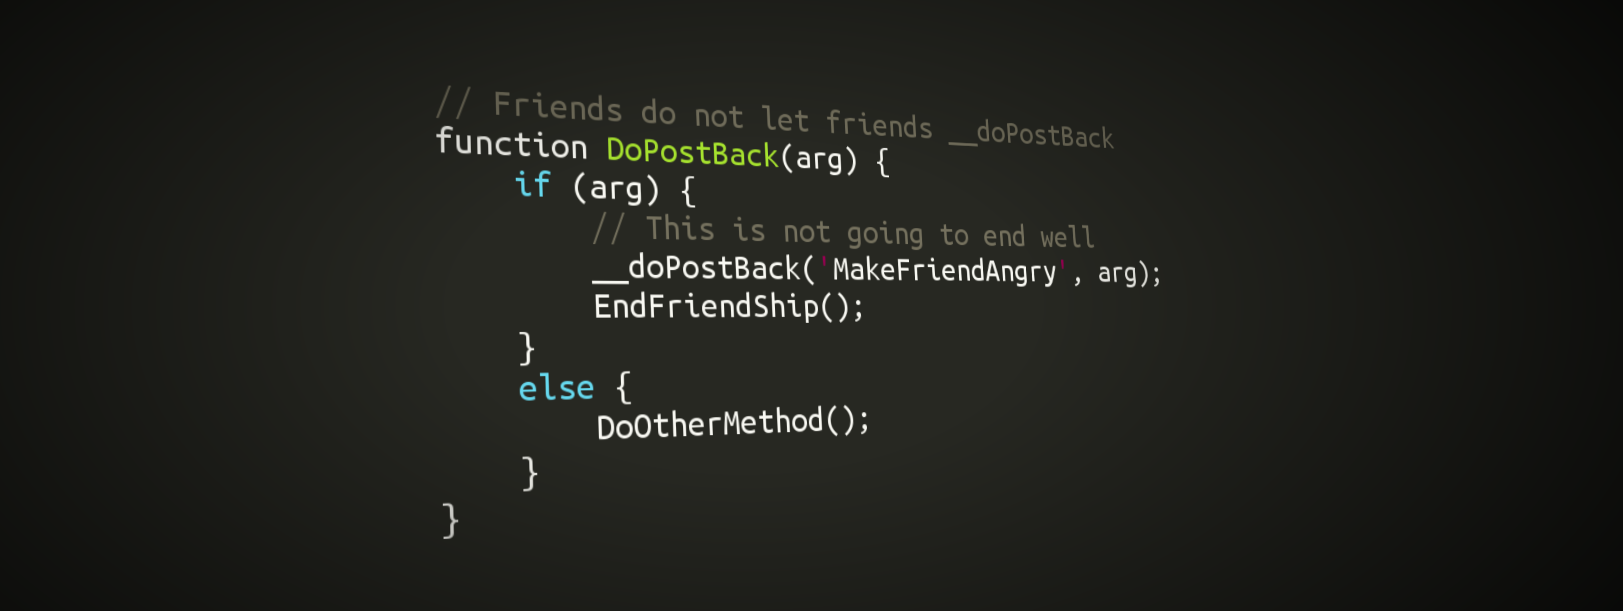 // Friends do not let friends __doPostBack
function DoPostBack(arg) {
if (arg) {
// This is not going to end well
__doPostBack('MakeFriendAngry', arg);
EndFriendShip();
}
else {
DoOtherMethod();
}
}